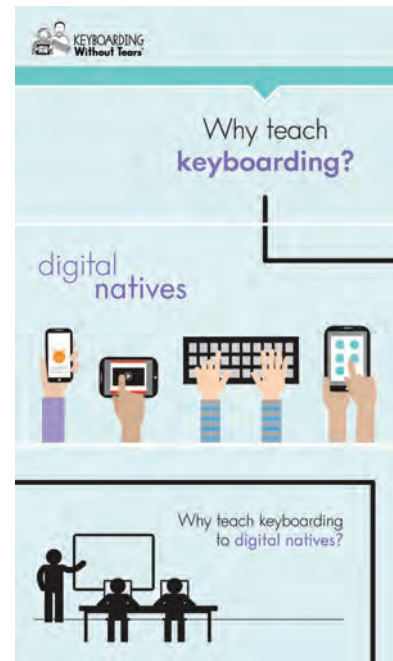 KEYBOARDING
Without Tears®
Why teach
keyboarding?
digital
natives
Why teach keyboarding
to digital natives?